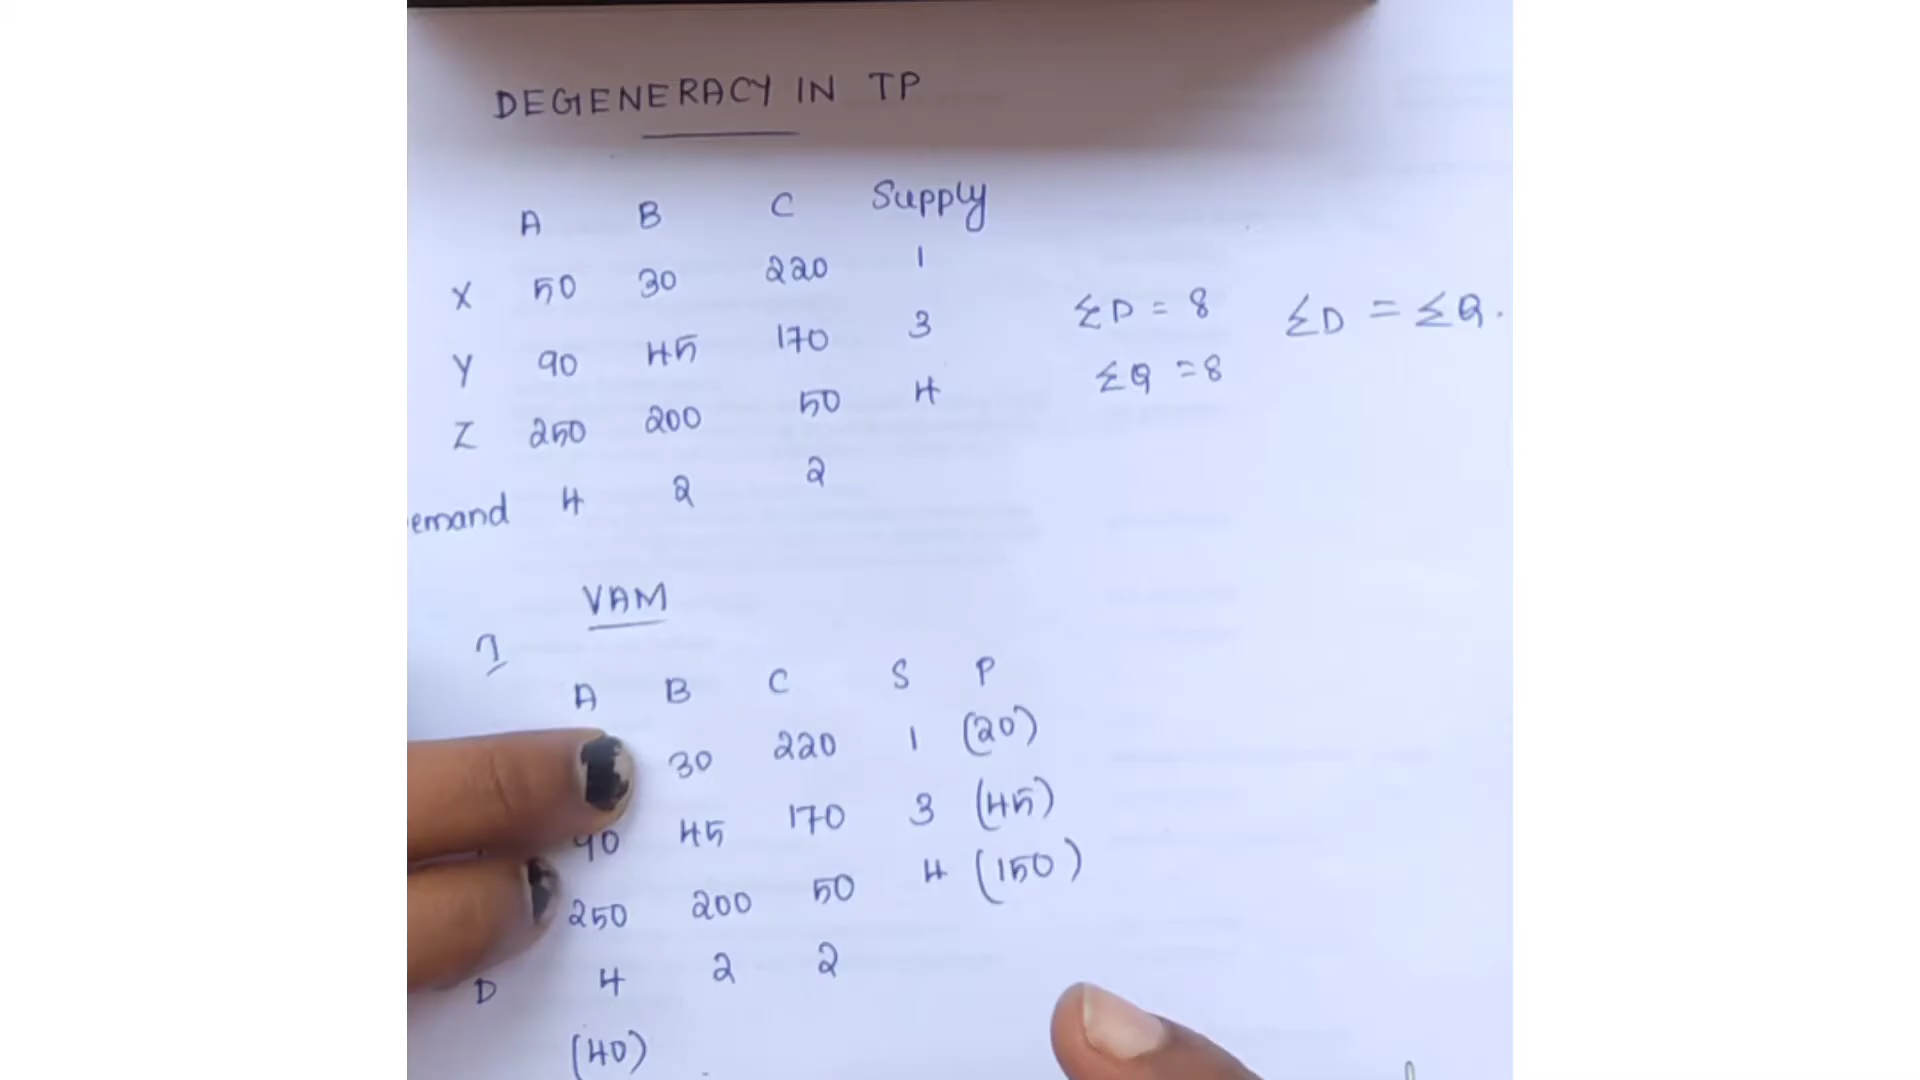 DEGENERACY IN TP
A B C Supply
X 50 30 220 1
Y 90 45 170 3
Z 250 200 50 4
emand 4 2 2
ΣD = 8 ΣD = ΣQ.
ΣQ = 8
VAM
A B C S P
30 220 1 (20)
90 45 170 3 (45)
250 200 50 4 (150)
D 4 2 2
(40)